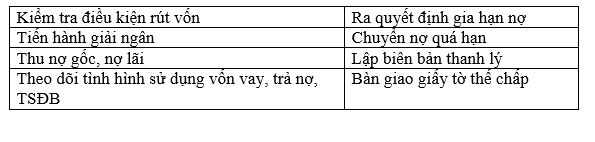 Kiểm tra điều kiện rút vốn
Ra quyết định gia hạn nợ
Tiến hành giải ngân
Chuyển nợ quá hạn
Thu nợ gốc, nợ lãi
Lập biên bản thanh lý
Theo dõi tình hình sử dụng vốn vay, trả nợ,
TSĐB
Bàn giao giấy tờ thế chấp